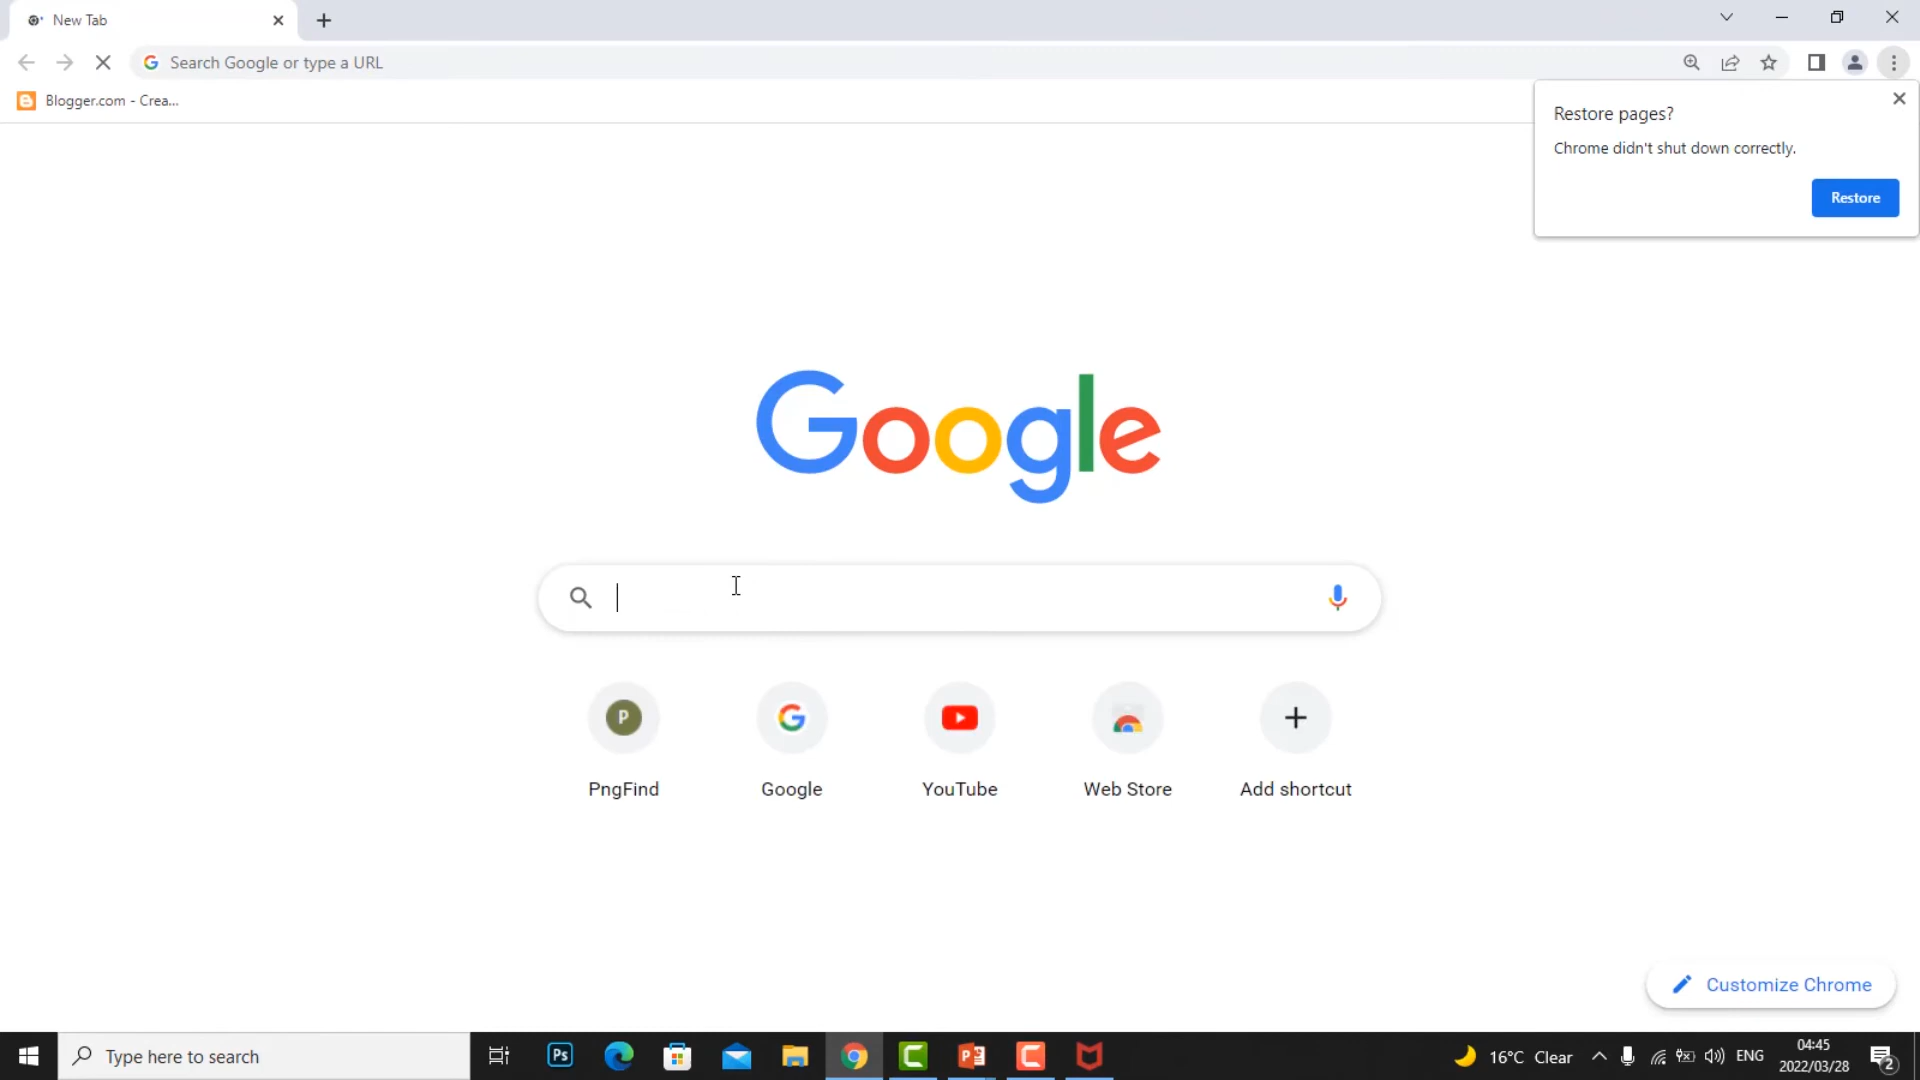 New Tab
Search Google or type a URL
Blogger.com - Crea...
Restore pages?
Chrome didn't shut down correctly.
Restore
Google
P
PngFind
Google
YouTube
Web Store
Add shortcut
Customize Chrome
Type here to search
Ps
16°C Clear
ENG
04:45
2022/03/28
2